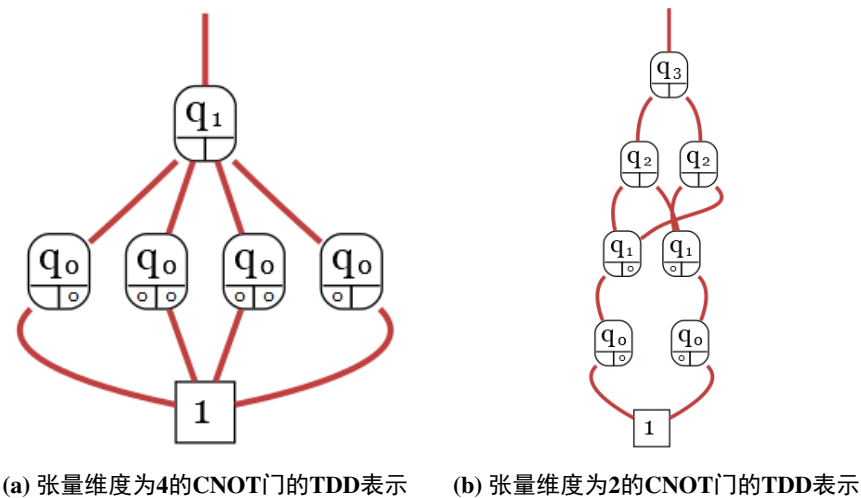 q₁
q₀ q₀ q₀ q₀
1
(a) 张量维度为4的CNOT门的TDD表示
q₃
q₂ q₂
q₁ q₁
q₀ q₀
1
(b) 张量维度为2的CNOT门的TDD表示